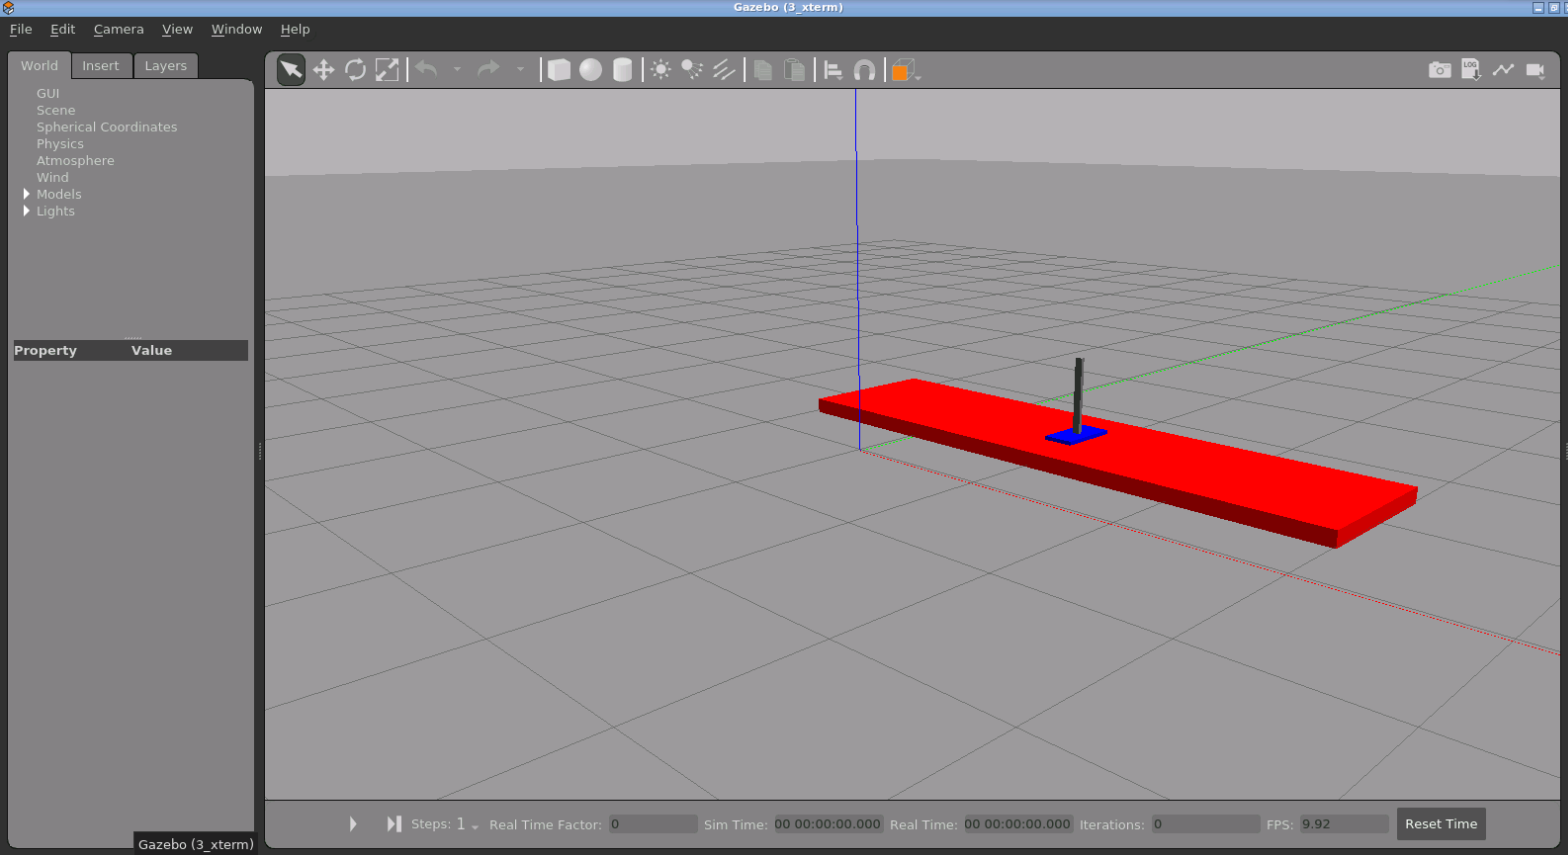 Gazebo (3_xterm)
File Edit Camera View Window Help
World Insert Layers
LOG
GUI
Scene
Spherical Coordinates
Physics
Atmosphere
Wind
Models
Lights
Property Value
Steps: 1 Real Time Factor: 0 Sim Time: 00 00:00:00.000 Real Time: 00 00:00:00.000 Iterations: 0 FPS: 9.92 Reset Time
Gazebo (3_xterm)